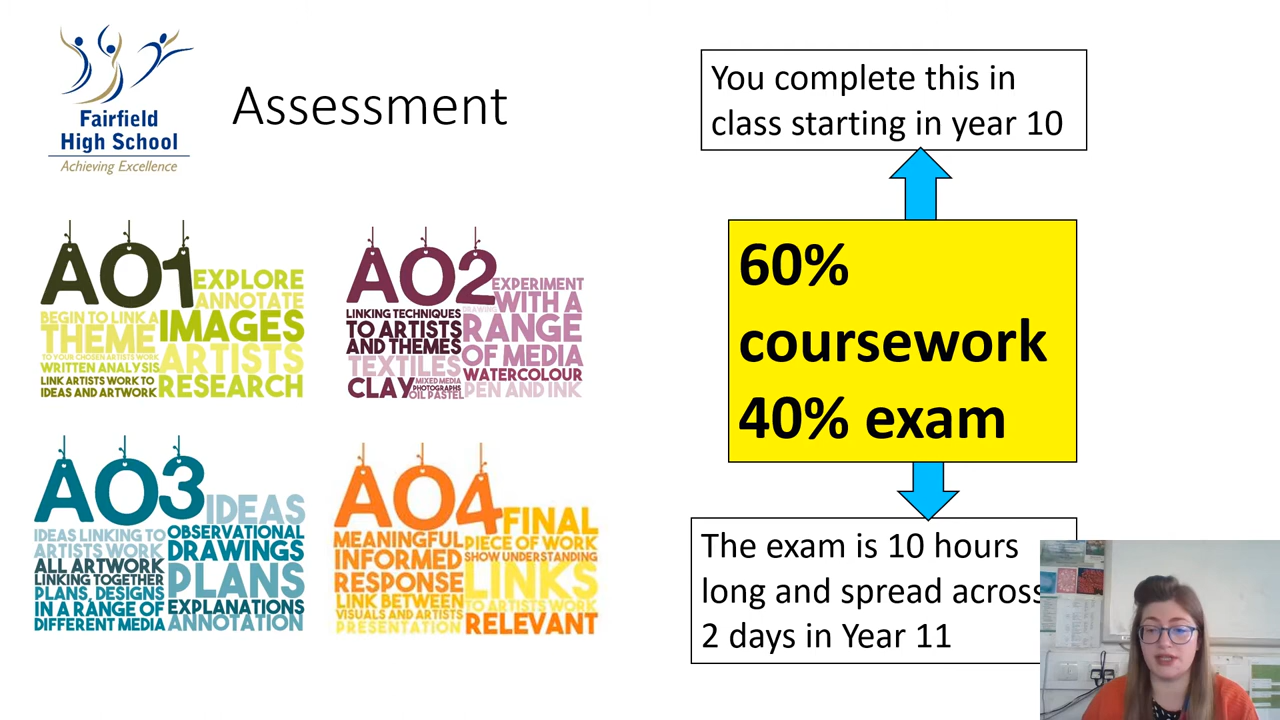 Fairfield
High School
Achieving Excellence
Assessment
You complete this in
class starting in year 10
60%
coursework
40% exam
The exam is 10 hours
long and spread across
2 days in Year 11
AO1
EXPLORE
ANNOTATE
BEGIN TO LINK A
THEME
IMAGES
TO YOUR CHOSEN ARTISTS WORK
ARTISTS
WRITTEN ANALYSIS
LINK ARTISTS WORK TO
IDEAS AND ARTWORK
RESEARCH
AO2
EXPERIMENT
WITH A
DRAWING
LINKING TECHNIQUES
TO ARTISTS
AND THEMES
RANGE
OF MEDIA
TEXTILES
WATERCOLOUR
CLAY
MIXED MEDIA
PHOTOGRAPHS
OIL PASTEL
PEN AND INK
AO3
IDEAS
IDEAS LINKING TO
ARTISTS WORK
OBSERVATIONAL
DRAWINGS
ALL ARTWORK
LINKING TOGETHER
PLANS, DESIGNS
IN A RANGE OF
DIFFERENT MEDIA
PLANS
EXPLANATIONS
ANNOTATION
AO4
FINAL
PIECE OF WORK
SHOW UNDERSTANDING
MEANINGFUL
INFORMED
RESPONSE
LINKS
LINK BETWEEN
VISUALS AND ARTISTS
PRESENTATION
TO ARTISTS WORK
RELEVANT